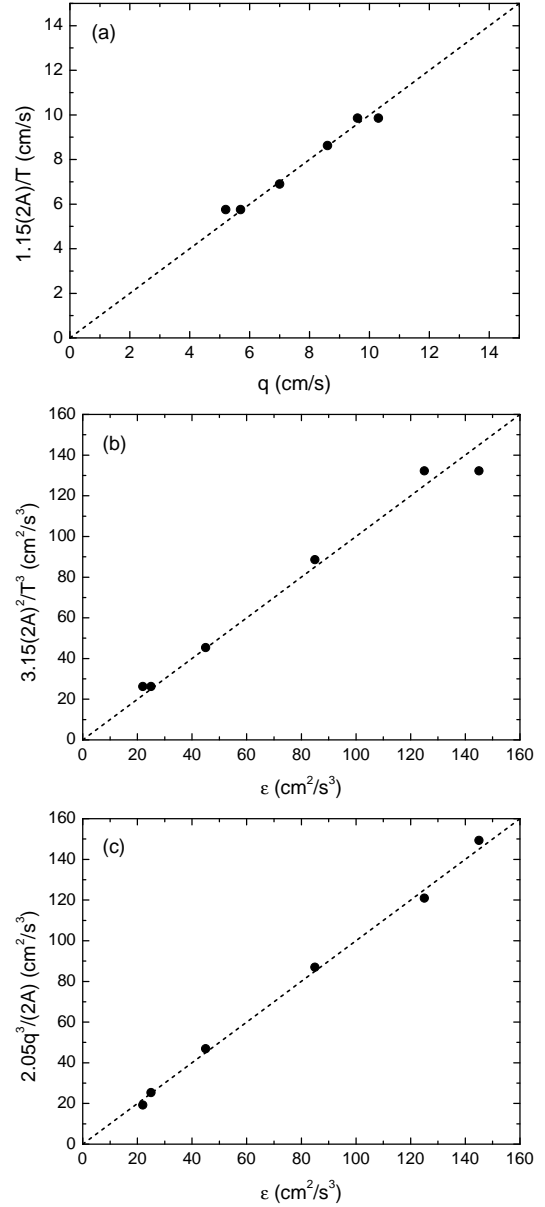 (a)
1.15(2A)/T (cm/s)
14
12
10
8
6
4
2
0
0 2 4 6 8 10 12 14
q (cm/s)
(b)
3.15(2A)²/T³ (cm²/s³)
160
140
120
100
80
60
40
20
0
0 20 40 60 80 100 120 140 160
ε (cm²/s³)
(c)
2.05q³/(2A) (cm²/s³)
160
140
120
100
80
60
40
20
0
0 20 40 60 80 100 120 140 160
ε (cm²/s³)